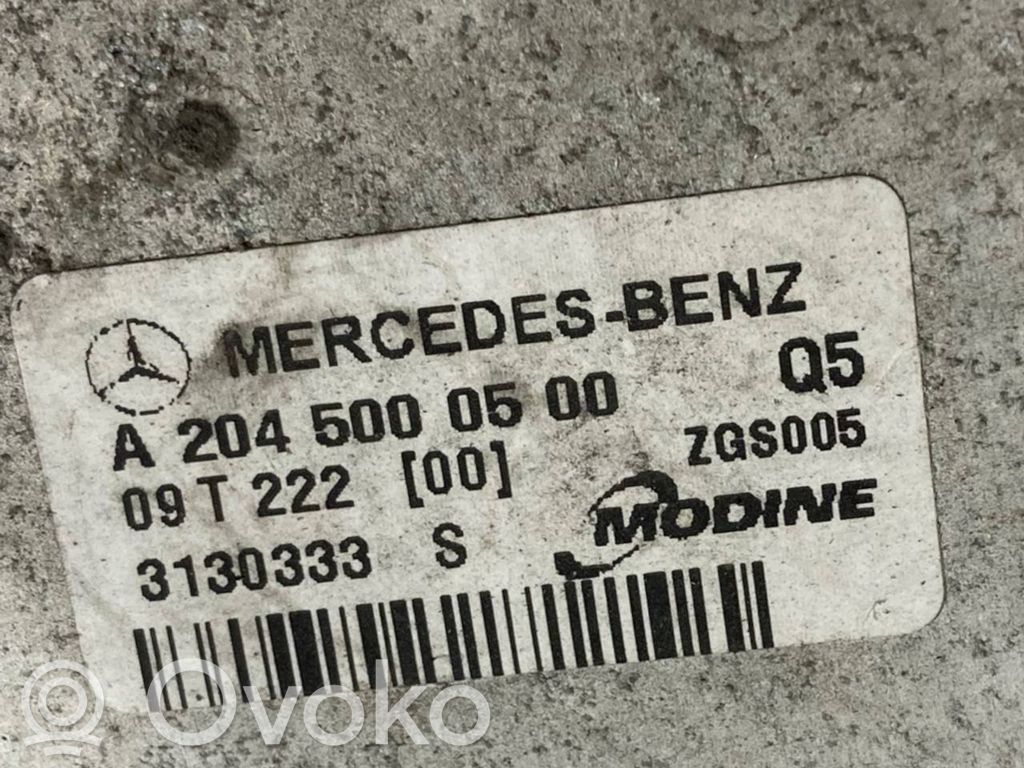 MERCEDES-BENZ
A 204 500 05 00 Q5
09 T 222 [00] ZGS005
3130333 S MODINE
Ovoko